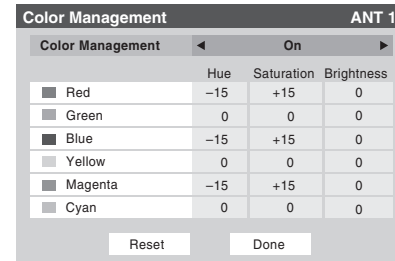 Color Management ANT 1
Color Management ◀ On ▶
Hue Saturation Brightness
Red −15 +15 0
Green 0 0 0
Blue −15 +15 0
Yellow 0 0 0
Magenta −15 +15 0
Cyan 0 0 0
Reset Done